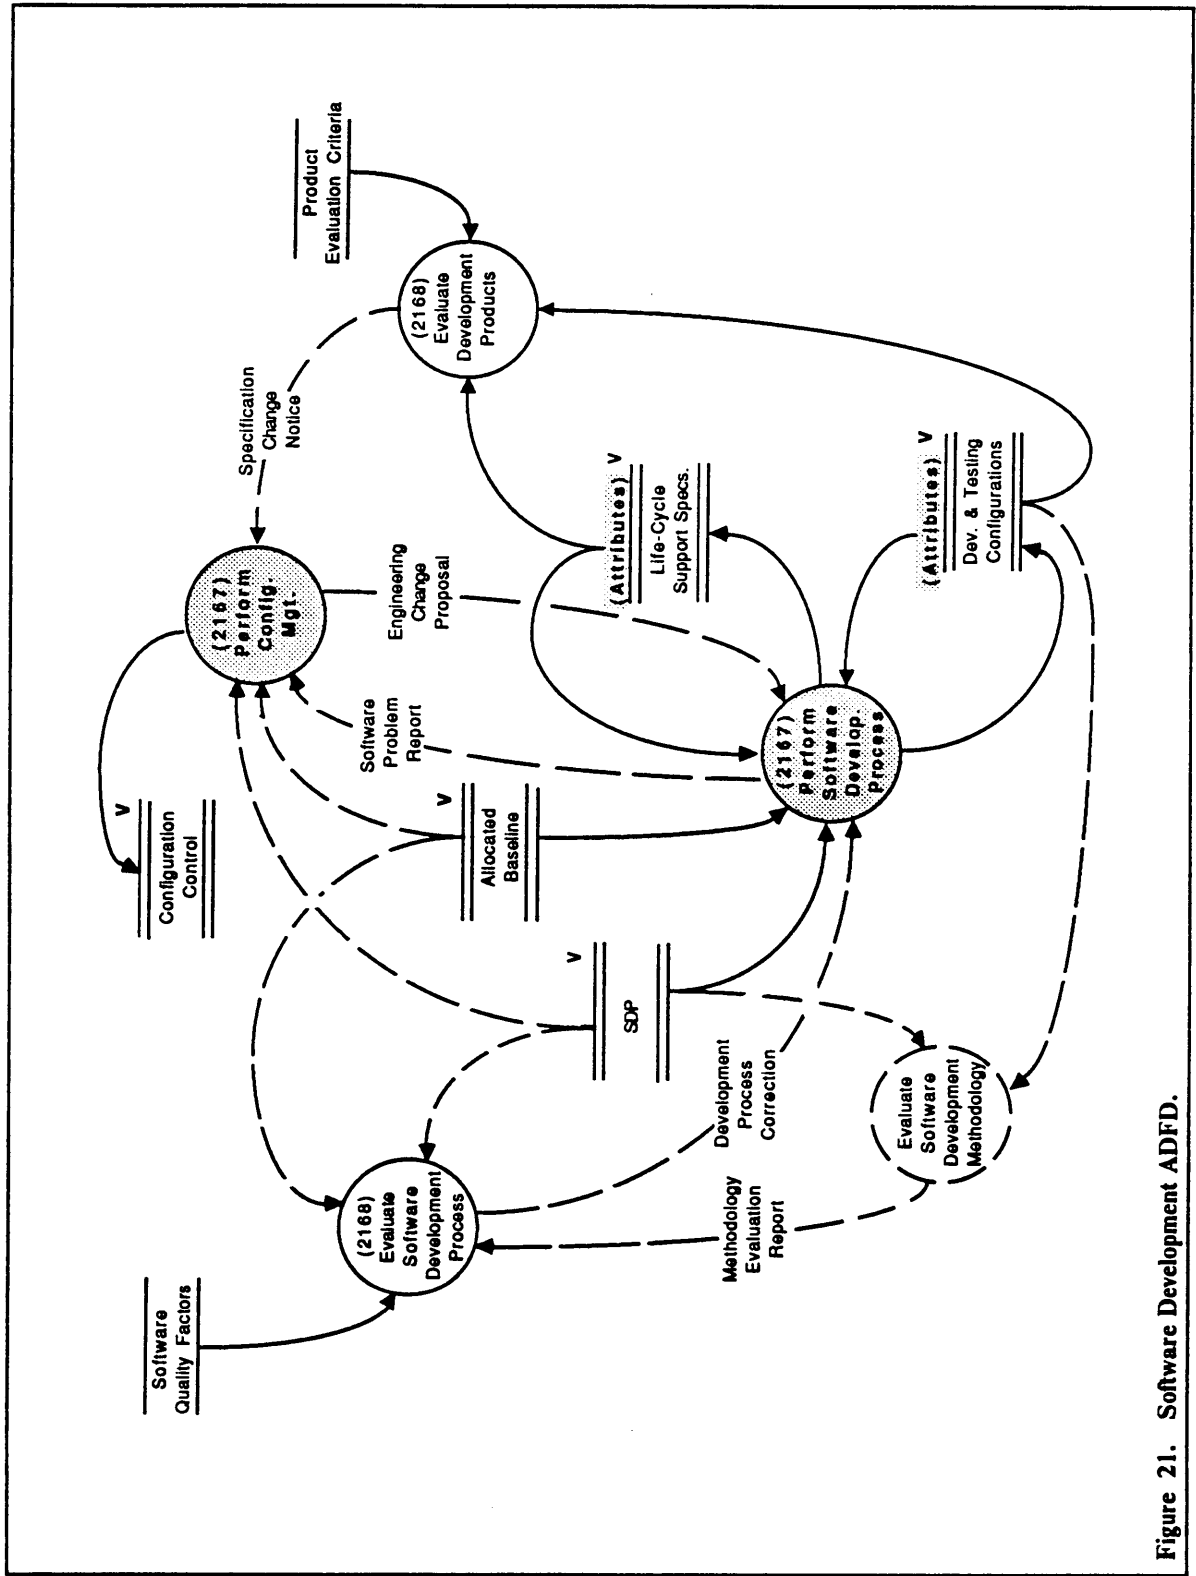 Software
Quality Factors
(2168)
Evaluate
Software
Development
Process
V
Configuration
Control
(2167)
Perform
Config.
Mgt.
Specification
Change
Notice
Product
Evaluation Criteria
(2168)
Evaluate
Development
Products
Software
Problem
Report
Engineering
Change
Proposal
V
Allocated
Baseline
V
SDP
(Attributes) V
Life-Cycle
Support Specs.
Methodology
Evaluation
Report
Development
Process
Correction
(2167)
Perform
Software
Develop.
Process
Evaluate
Software
Development
Methodology
(Attributes) V
Dev. & Testing
Configurations
Figure 21. Software Development ADFD.